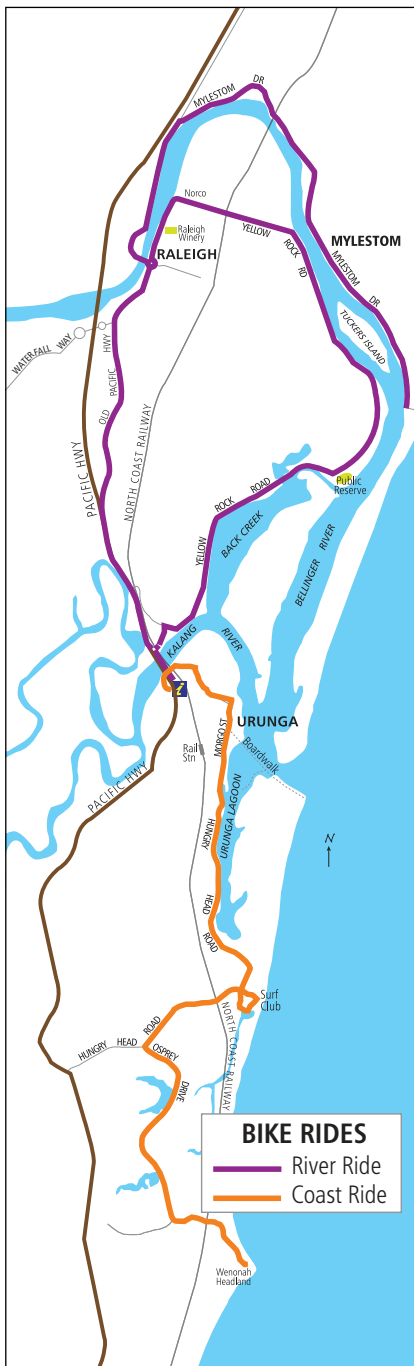 MYLESTOM DR
Norco
Raleigh
Winery
RALEIGH
YELLOW ROCK RD
MYLESTOM
MYLESTOM DR
TUCKERS ISLAND
WATERFALL WAY
OLD PACIFIC HWY
PACIFIC HWY
NORTH COAST RAILWAY
YELLOW ROCK ROAD
Public
Reserve
BACK CREEK
BELLINGER RIVER
KALANG RIVER
i
URUNGA
MORGO ST
Boardwalk
Rail
Stn
PACIFIC HWY
URUNGA LAGOON
HUNGRY HEAD ROAD
N
Surf
Club
NORTH COAST RAILWAY
HUNGRY HEAD ROAD
OSPREY DRIVE
BIKE RIDES
River Ride
Coast Ride
Wenonah
Headland